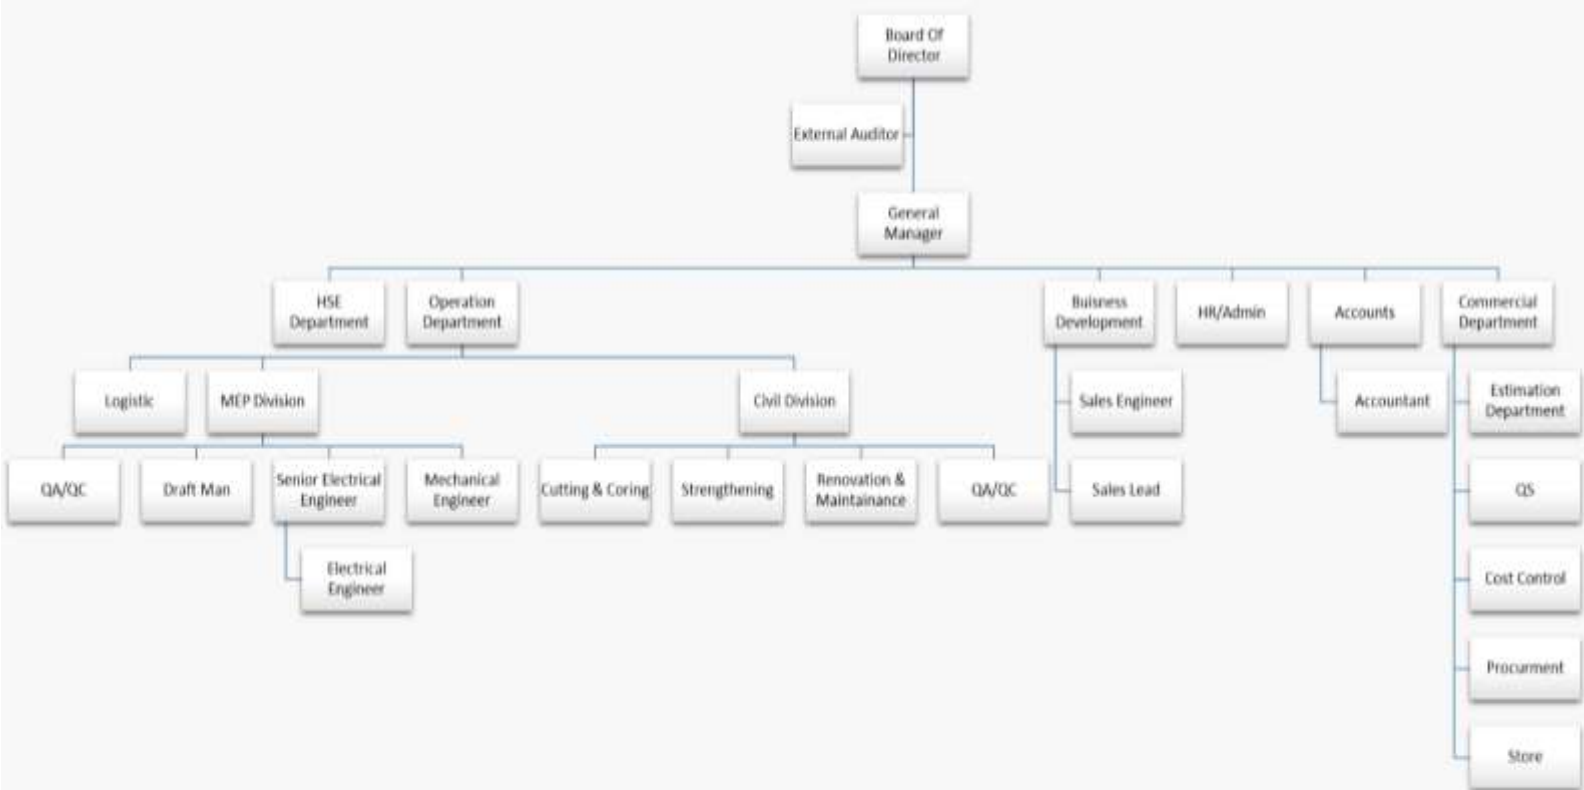 Board Of
Director
External Auditor
General
Manager
HSE
Department
Operation
Department
Buisness
Development
HR/Admin
Accounts
Commercial
Department
Logistic
MEP Division
Civil Division
Sales Engineer
Accountant
Estimation
Department
QA/QC
Draft Man
Senior Electrical
Engineer
Mechanical
Engineer
Cutting & Coring
Strengthening
Renovation &
Maintainance
QA/QC
Sales Lead
QS
Electrical
Engineer
Cost Control
Procurment
Store